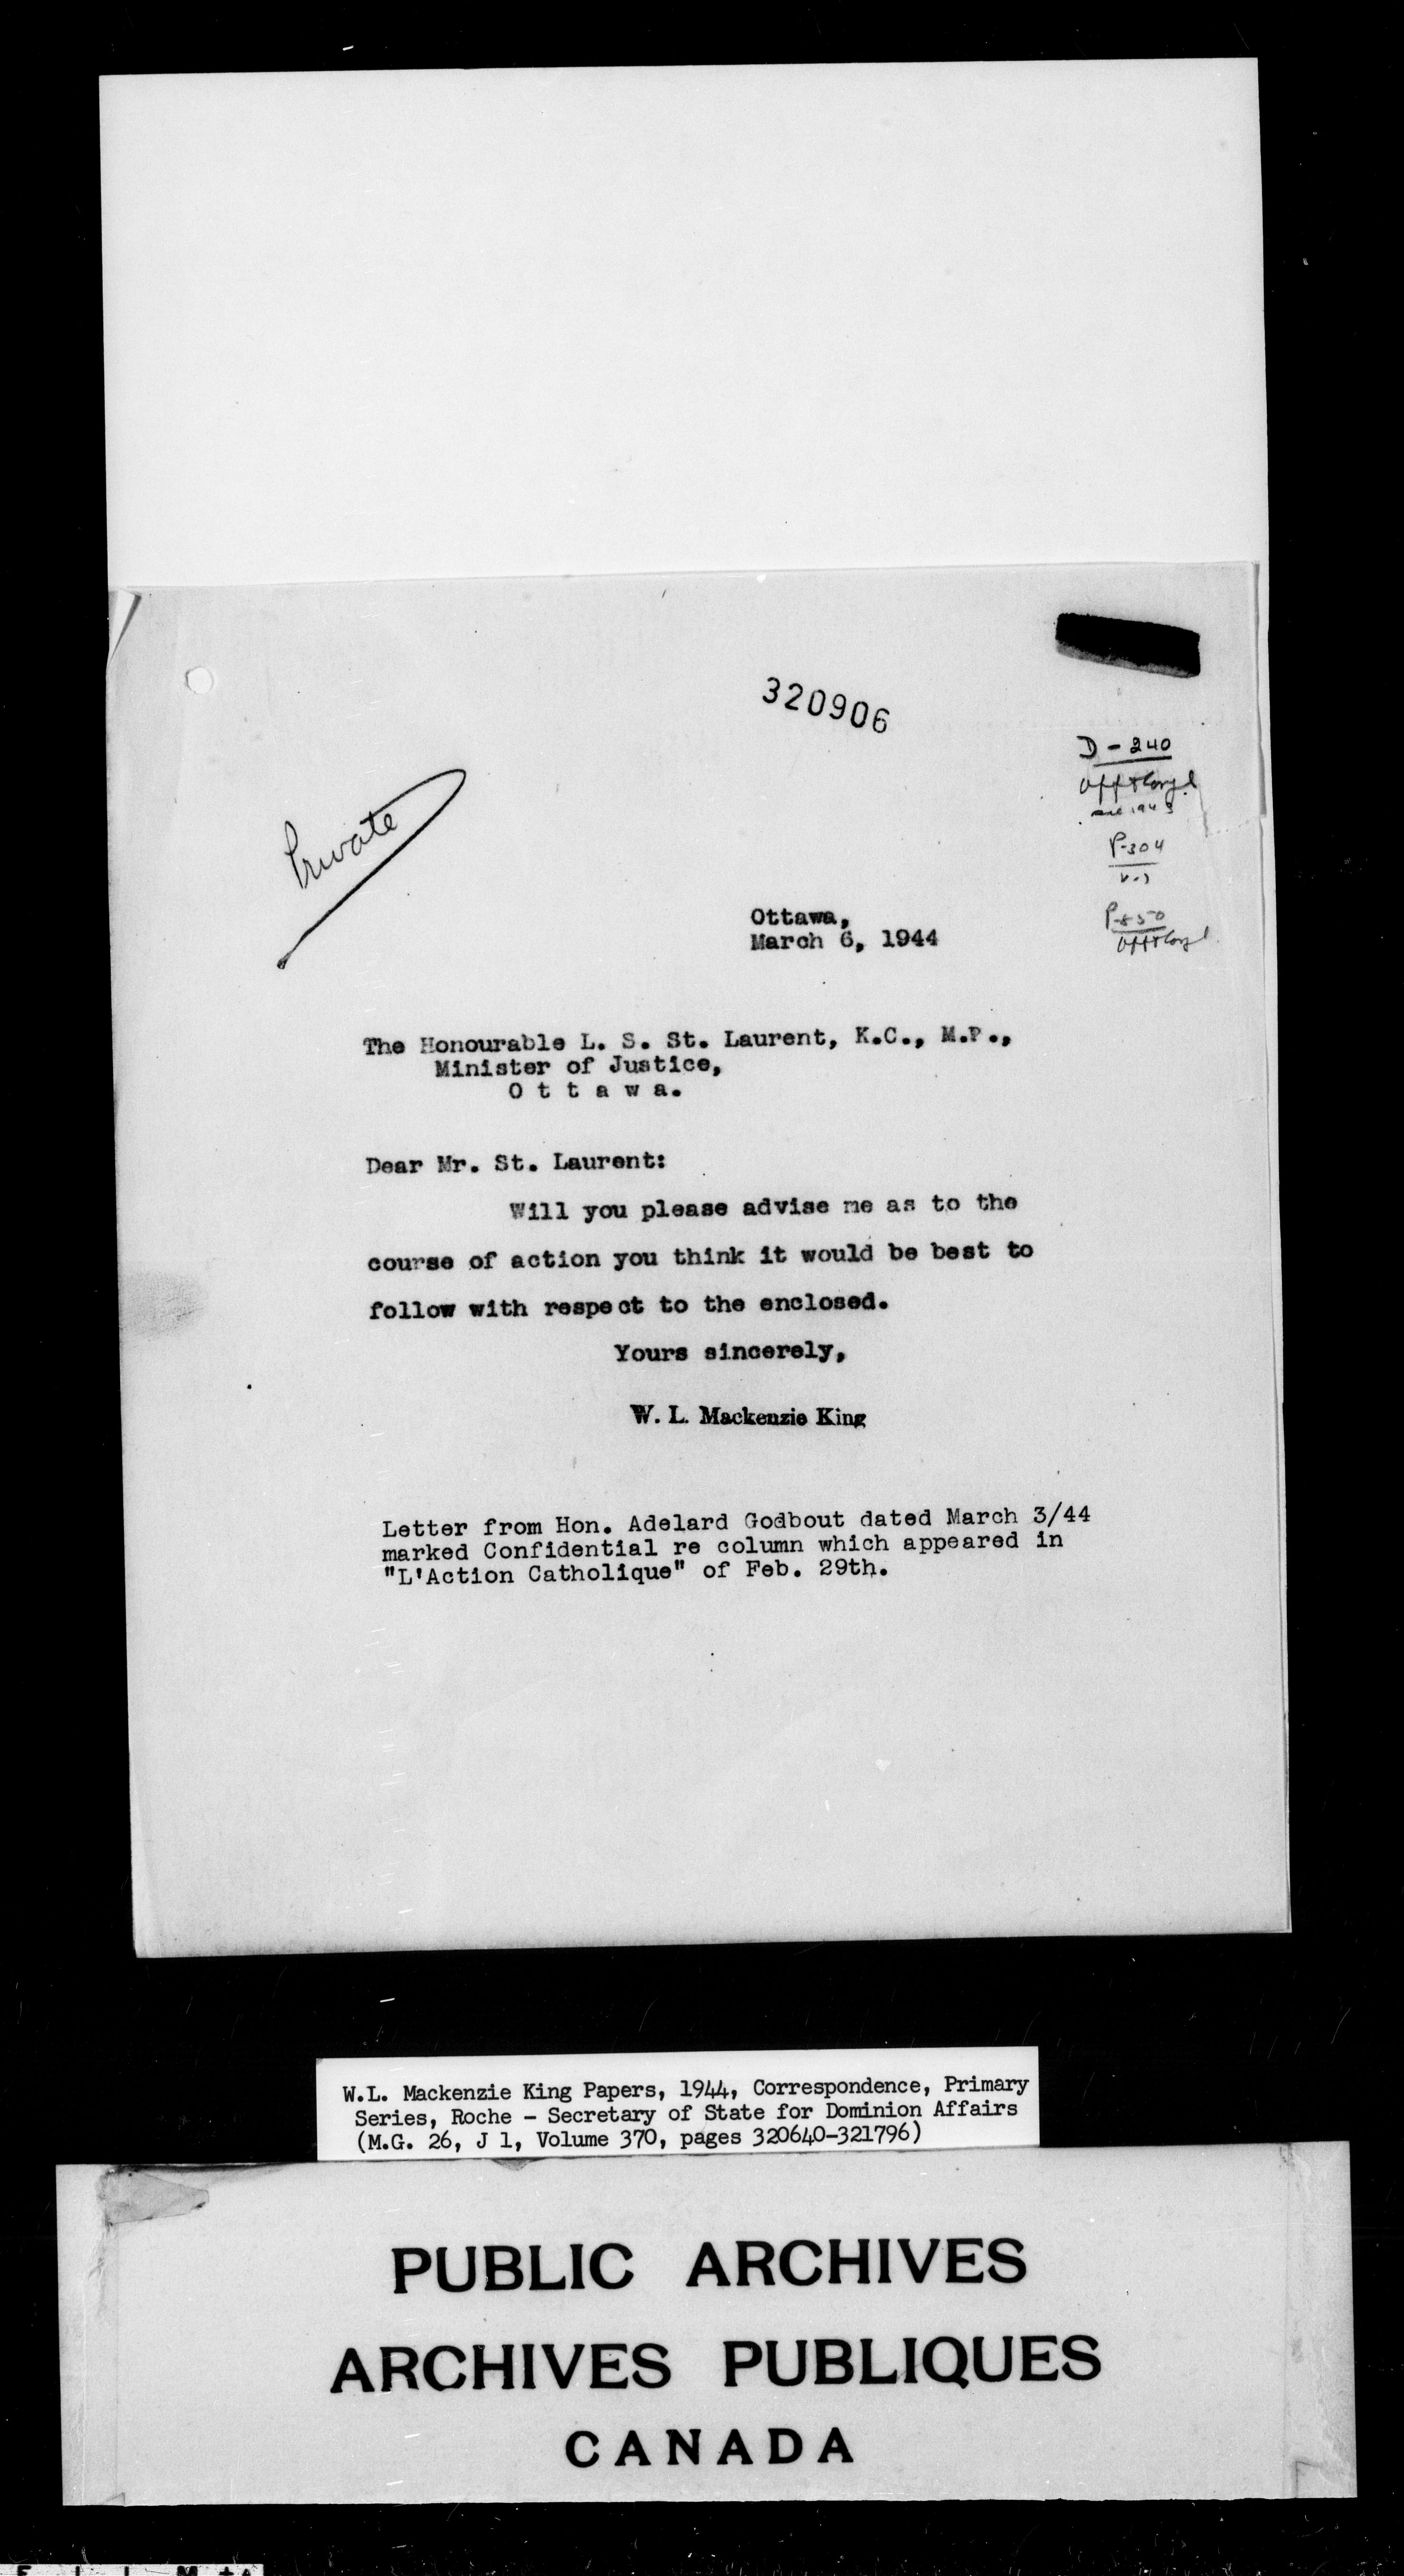 320906
D - 240
Private
P-304
P-850
Ottawa,
March 6, 1944
The Honourable L. S. St. Laurent, K.C., M.P.,
Minister of Justice,
O t t a w a.
Dear Mr. St. Laurent:
Will you please advise me as to the
course of action you think it would be best to
follow with respect to the enclosed.
Yours sincerely,
W. L. Mackenzie King
Letter from Hon. Adelard Godbout dated March 3/44
marked Confidential re column which appeared in
"L'Action Catholique" of Feb. 29th.
W.L. Mackenzie King Papers, 1944, Correspondence, Primary
Series, Roche - Secretary of State for Dominion Affairs
(M.G. 26, J 1, Volume 370, pages 320640-321796)
PUBLIC ARCHIVES
ARCHIVES PUBLIQUES
CANADA